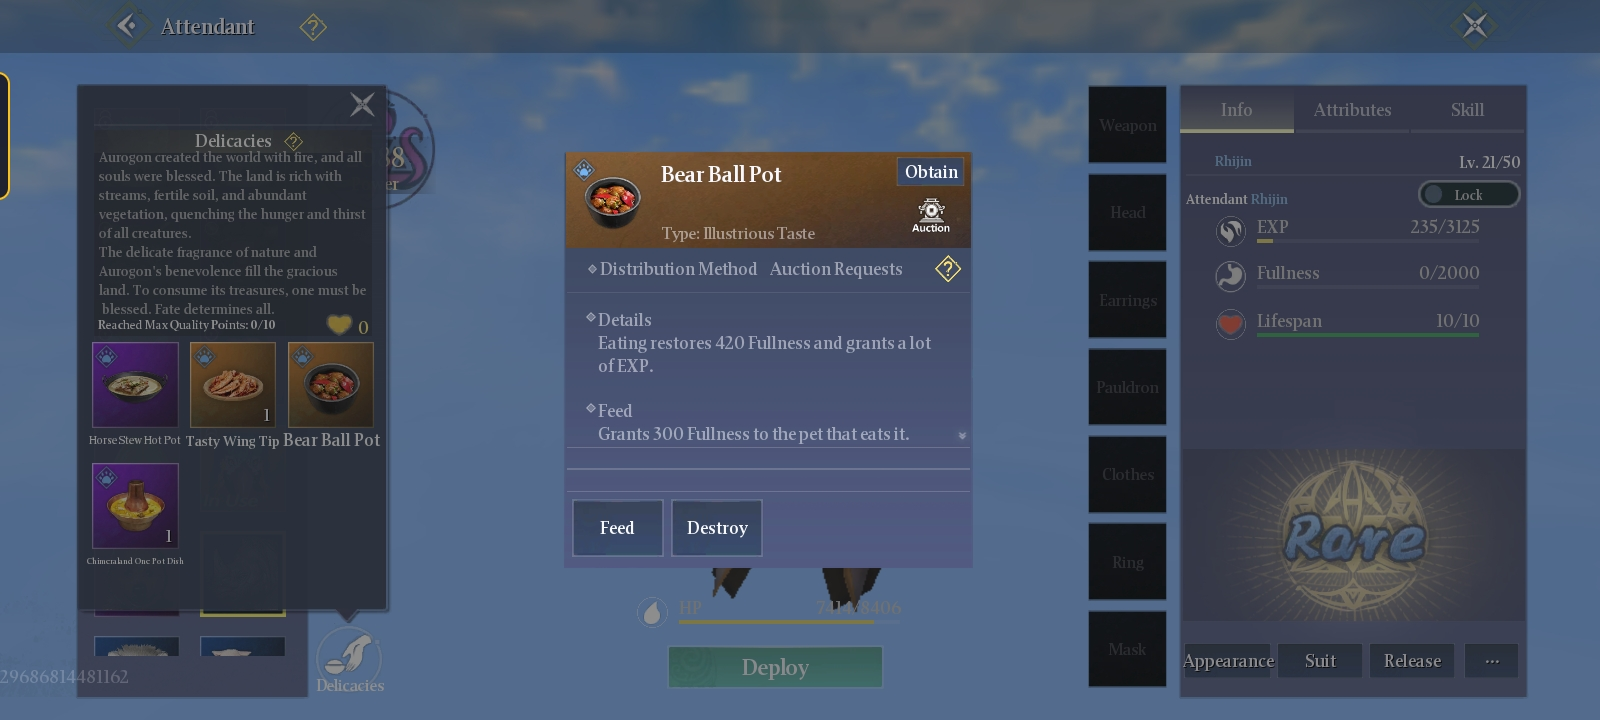 Attendant
Delicacies
Aurogon created the world with fire, and all
souls were blessed. The land is rich with
streams, fertile soil, and abundant
vegetation, quenching the hunger and thirst
of all creatures.
The delicate fragrance of nature and
Aurogon's benevolence fill the gracious
land. To consume its treasures, one must be
blessed. Fate determines all.
Reached Max Quality Points: 0/10
0
1
Horse Stew Hot Pot
Tasty Wing Tip
Bear Ball Pot
1
Chimeraland One Pot Dish
29686814481162
Delicacies
Bear Ball Pot
Obtain
Type: Illustrious Taste
Auction
Distribution Method Auction Requests
Details
Eating restores 420 Fullness and grants a lot
of EXP.
Feed
Grants 300 Fullness to the pet that eats it.
Feed
Destroy
HP
7414/8406
Deploy
Weapon
Head
Earrings
Pauldron
Clothes
Ring
Mask
Info
Attributes
Skill
Rhijin
Lv. 21/50
Attendant Rhijin
Lock
EXP
235/3125
Fullness
0/2000
Lifespan
10/10
Rare
Appearance
Suit
Release
...